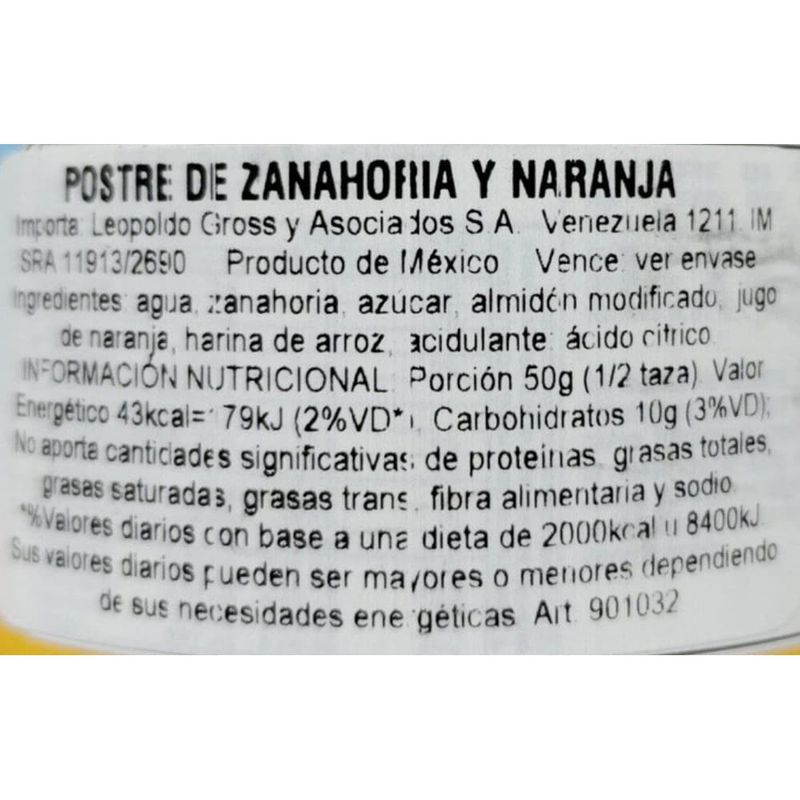 POSTRE DE ZANAHORIA Y NARANJA
Importa: Leopoldo Gross y Asociados S.A. Venezuela 1211. IM
SRA 11913/2690 Producto de México Vence: ver envase
Ingredientes: agua, zanahoria, azúcar, almidón modificado, jugo
de naranja, harina de arroz, acidulante: ácido cítrico.
INFORMACIÓN NUTRICIONAL: Porción 50g (1/2 taza). Valor
Energético 43kcal=179kJ (2%VD*), Carbohidratos 10g (3%VD);
No aporta cantidades significativas de proteínas, grasas totales,
grasas saturadas, grasas trans, fibra alimentaria y sodio.
*%Valores diarios con base a una dieta de 2000kcal u 8400kJ.
Sus valores diarios pueden ser mayores o menores dependiendo
de sus necesidades energéticas. Art. 901032